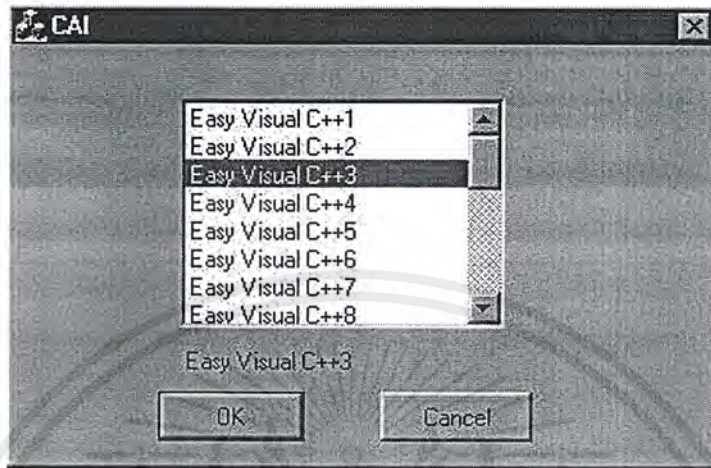 CAI
Easy Visual C++1
Easy Visual C++2
Easy Visual C++3
Easy Visual C++4
Easy Visual C++5
Easy Visual C++6
Easy Visual C++7
Easy Visual C++8
Easy Visual C++3
OK
Cancel